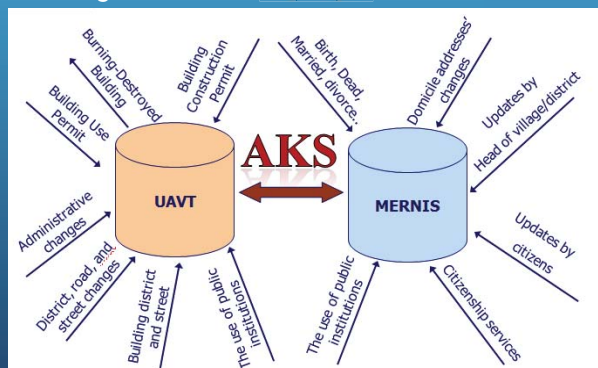 Burning-Destroyed
Building
Building
Construction
Permit
Building Use
Permit
Administrative
changes
District, road, and
street changes
Building district
and street
The use of public
institutions
UAVT
AKS
Birth, Dead,
Married, divorce..
Domicile addresses'
changes
Updates by
Head of village/district
Updates by
citizens
Citizenship services
The use of public
institutions
MERNIS